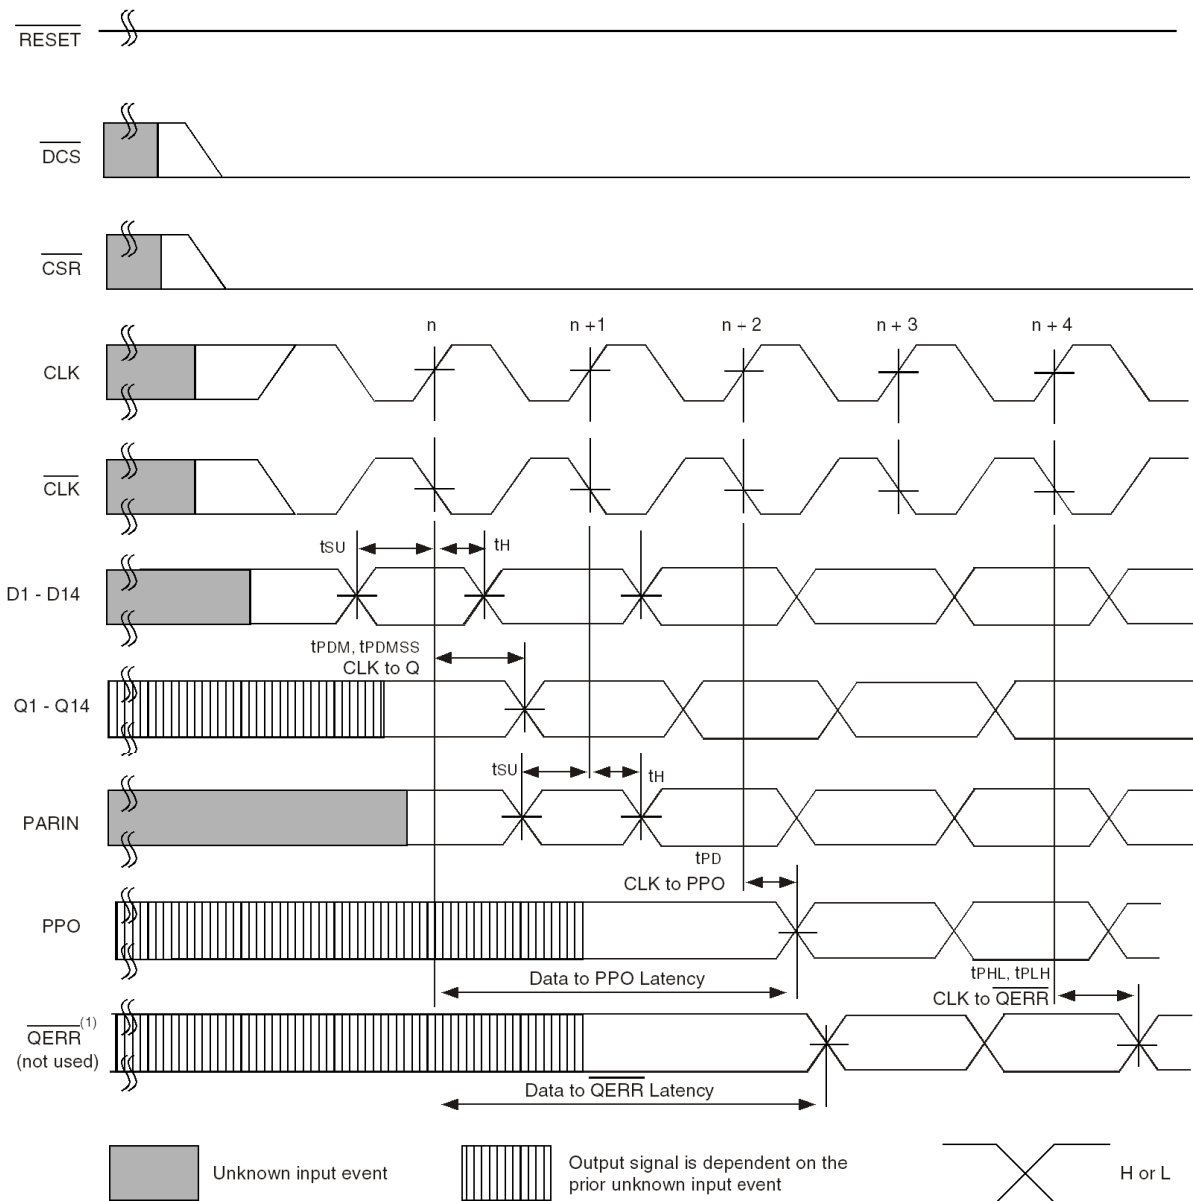 RESET
DCS
CSR
n n +1 n + 2 n + 3 n + 4
CLK
CLK
tSU tH
D1 - D14
tPDM, tPDMSS
CLK to Q
Q1 - Q14
tSU tH
PARIN
tPD
CLK to PPO
PPO
Data to PPO Latency
tPHL, tPLH
CLK to QERR
QERR(1)
(not used)
Data to QERR Latency
Unknown input event
Output signal is dependent on the
prior unknown input event
H or L